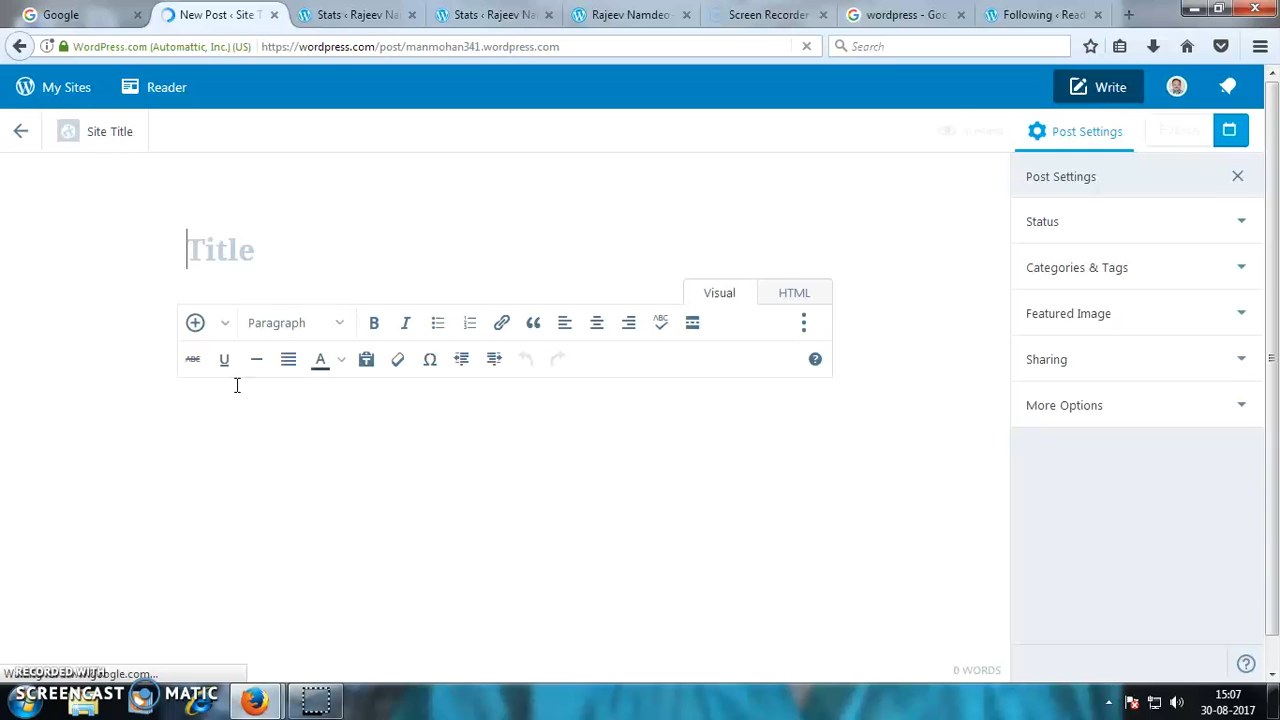 Google
New Post ‹ Site T
Stats ‹ Rajeev Na
Stats ‹ Rajeev Na
Rajeev Namdeo
Screen Recorder
wordpress - Goo
Following ‹ Read
WordPress.com (Automattic, Inc.) (US)
https://wordpress.com/post/manmohan341.wordpress.com
Search
My Sites
Reader
Write
Site Title
Post Settings
Post Settings
Status
Title
Categories & Tags
Visual
HTML
Featured Image
Paragraph
B
I
ABC
ABC
U
A
Ω
Sharing
More Options
0 WORDS
RECORDED WITH
SCREENCAST MATIC
15:07
30-08-2017